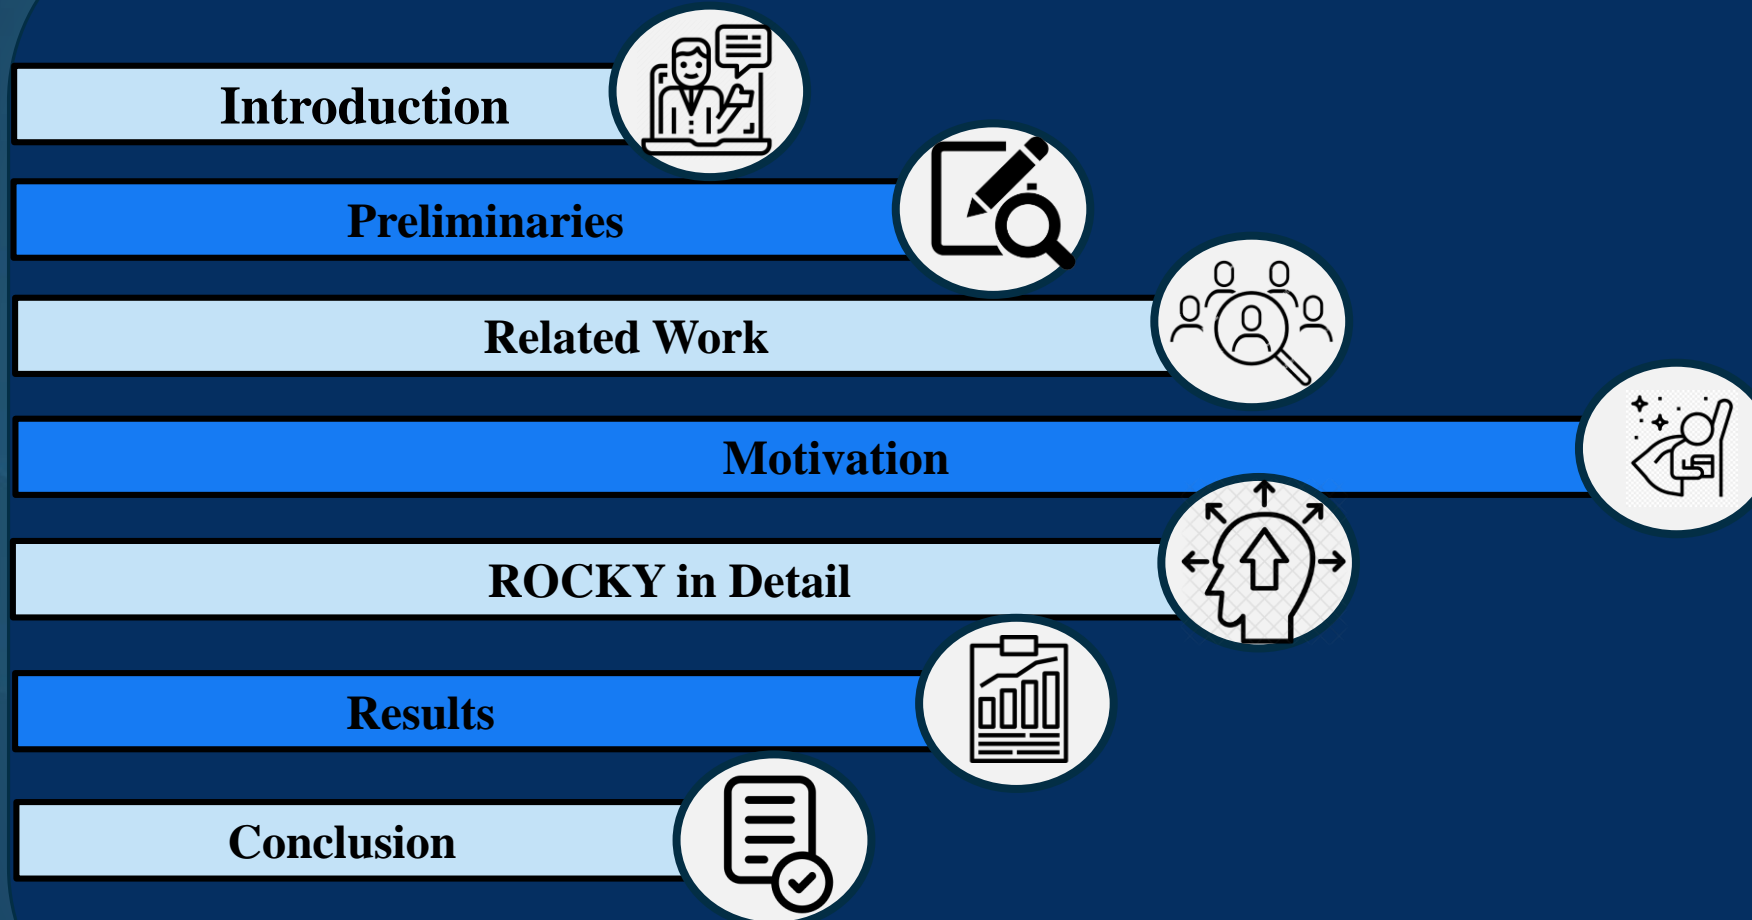 Introduction
Preliminaries
Related Work
Motivation
ROCKY in Detail
Results
Conclusion